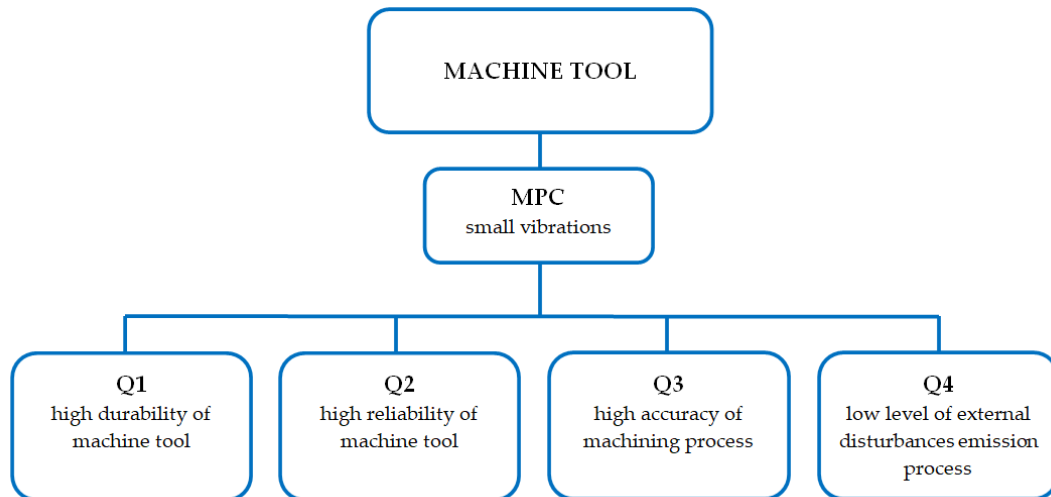 MACHINE TOOL
MPC
small vibrations
Q1
high durability of
machine tool
Q2
high reliability of
machine tool
Q3
high accuracy of
machining process
Q4
low level of external
disturbances emission
process